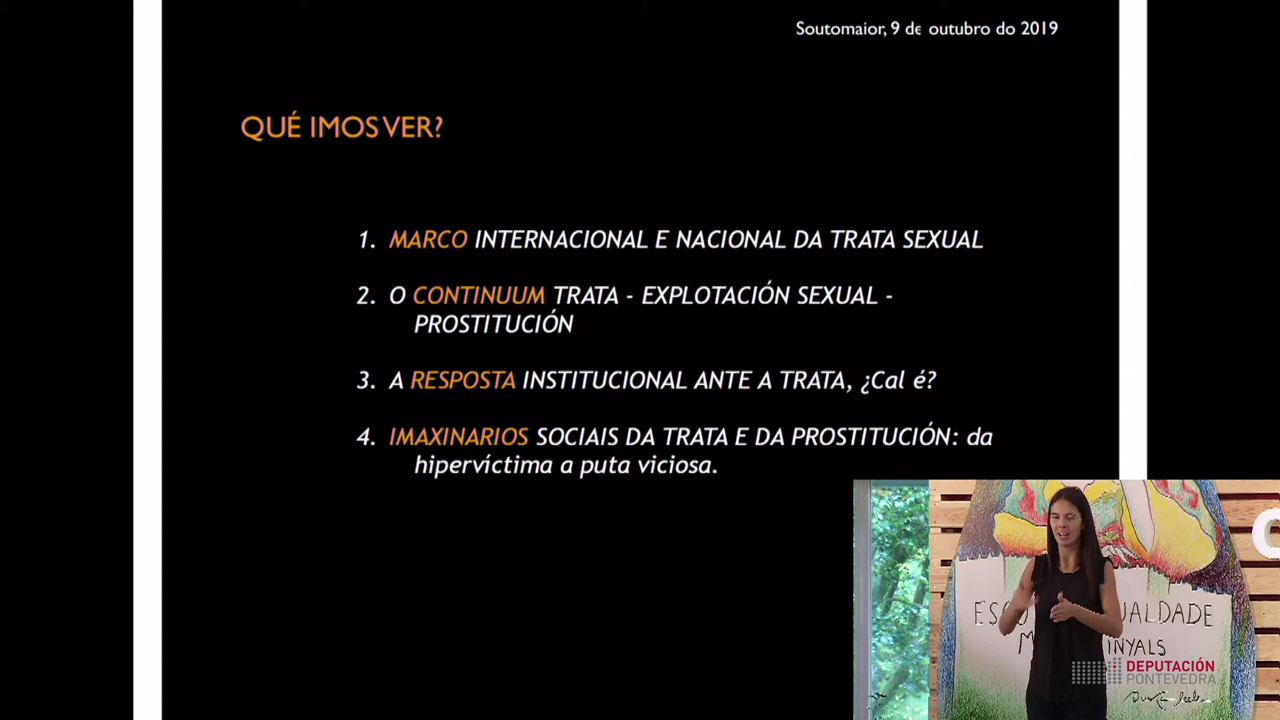 Soutomaior, 9 de outubro do 2019
QUÉ IMOS VER?
1. MARCO INTERNACIONAL E NACIONAL DA TRATA SEXUAL
2. O CONTINUUM TRATA - EXPLOTACIÓN SEXUAL -
PROSTITUCIÓN
3. A RESPOSTA INSTITUCIONAL ANTE A TRATA, ¿Cal é?
4. IMAXINARIOS SOCIAIS DA TRATA E DA PROSTITUCIÓN: da
hipervíctima a puta viciosa.
DEPUTACIÓN
PONTEVEDRA